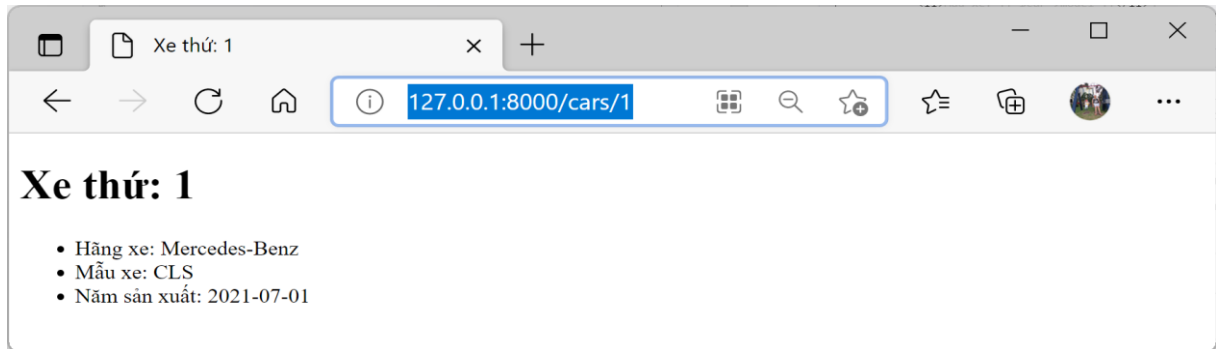 Xe thứ: 1
127.0.0.1:8000/cars/1
Xe thứ: 1
• Hãng xe: Mercedes-Benz
• Mẫu xe: CLS
• Năm sản xuất: 2021-07-01